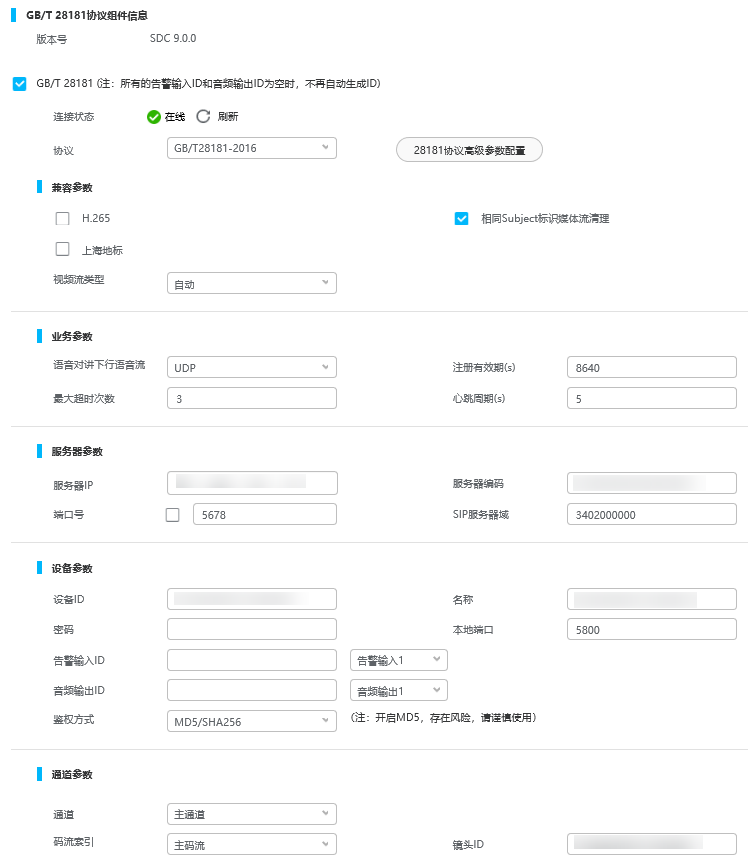 GB/T 28181协议组件信息
版本号 SDC 9.0.0
GB/T 28181 (注：所有的告警输入ID和音频输出ID为空时，不再自动生成ID)
连接状态 在线 刷新
协议 GB/T28181-2016 28181协议高级参数配置
兼容参数
H.265 相同Subject标识媒体流清理
上海地标
视频流类型 自动
业务参数
语音对讲下行语音流 UDP 注册有效期(s) 8640
最大超时次数 3 心跳周期(s) 5
服务器参数
服务器IP 服务器编码
端口号 5678 SIP服务器域 3402000000
设备参数
设备ID 名称
密码 本地端口 5800
告警输入ID 告警输入1
音频输出ID 音频输出1
鉴权方式 MD5/SHA256 (注：开启MD5，存在风险，请谨慎使用)
通道参数
通道 主通道
码流索引 主码流 镜头ID